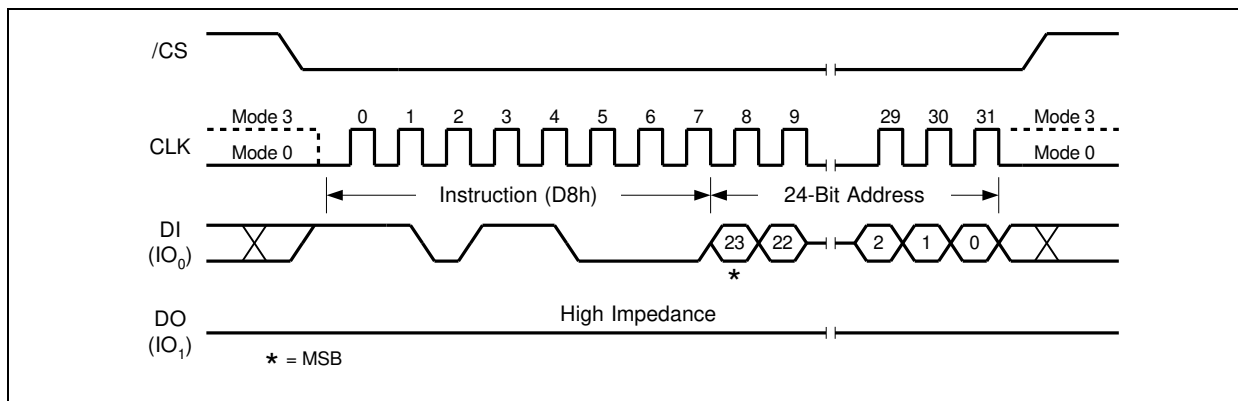 /CS
Mode 3 0 1 2 3 4 5 6 7 8 9 29 30 31 Mode 3
CLK
Mode 0 Mode 0
Instruction (D8h) 24-Bit Address
DI
(IO₀)
23 22 2 1 0
*
High Impedance
DO
(IO₁)
* = MSB